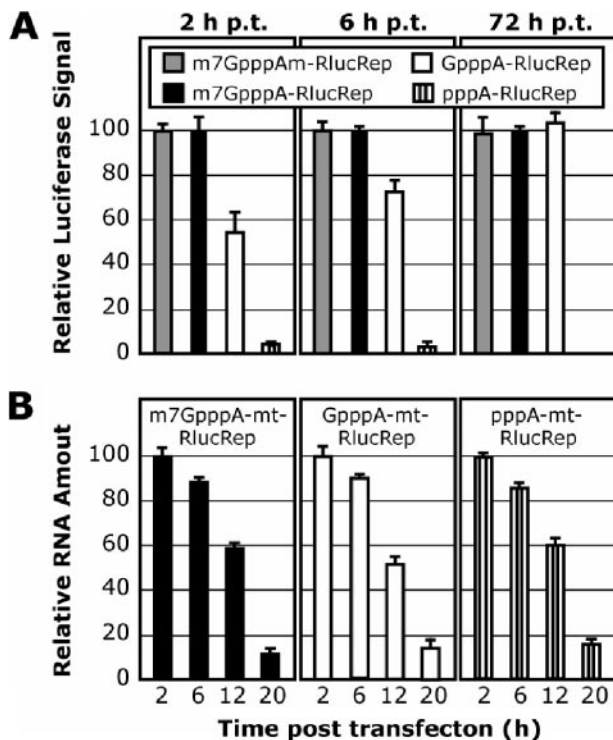 A
2 h p.t. 6 h p.t. 72 h p.t.
m7GpppAm-RlucRep GpppA-RlucRep
m7GpppA-RlucRep pppA-RlucRep
Relative Luciferase Signal
100
80
60
40
20
0
B
m7GpppA-mt-
RlucRep
GpppA-mt-
RlucRep
pppA-mt-
RlucRep
Relative RNA Amout
100
80
60
40
20
0
2 6 12 20 2 6 12 20 2 6 12 20
Time post transfecton (h)